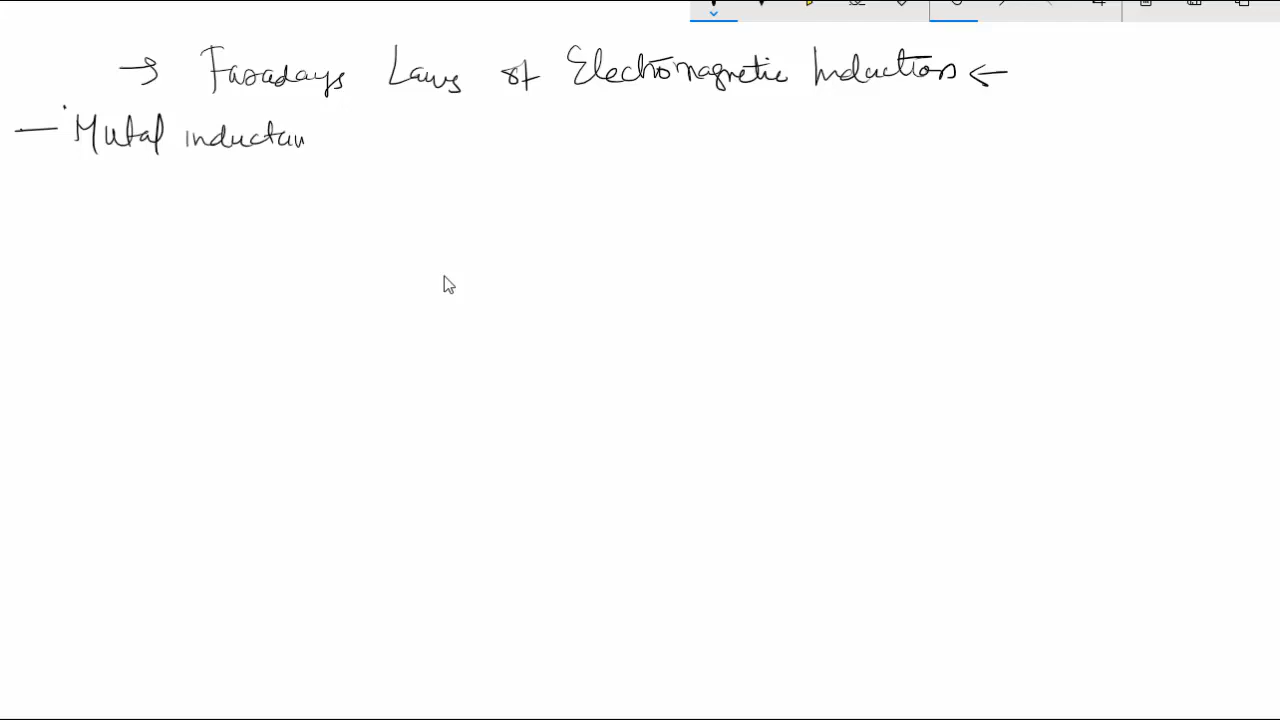 → Faradays Laws of Electromagnetic Induction ←
— Mutal inductan